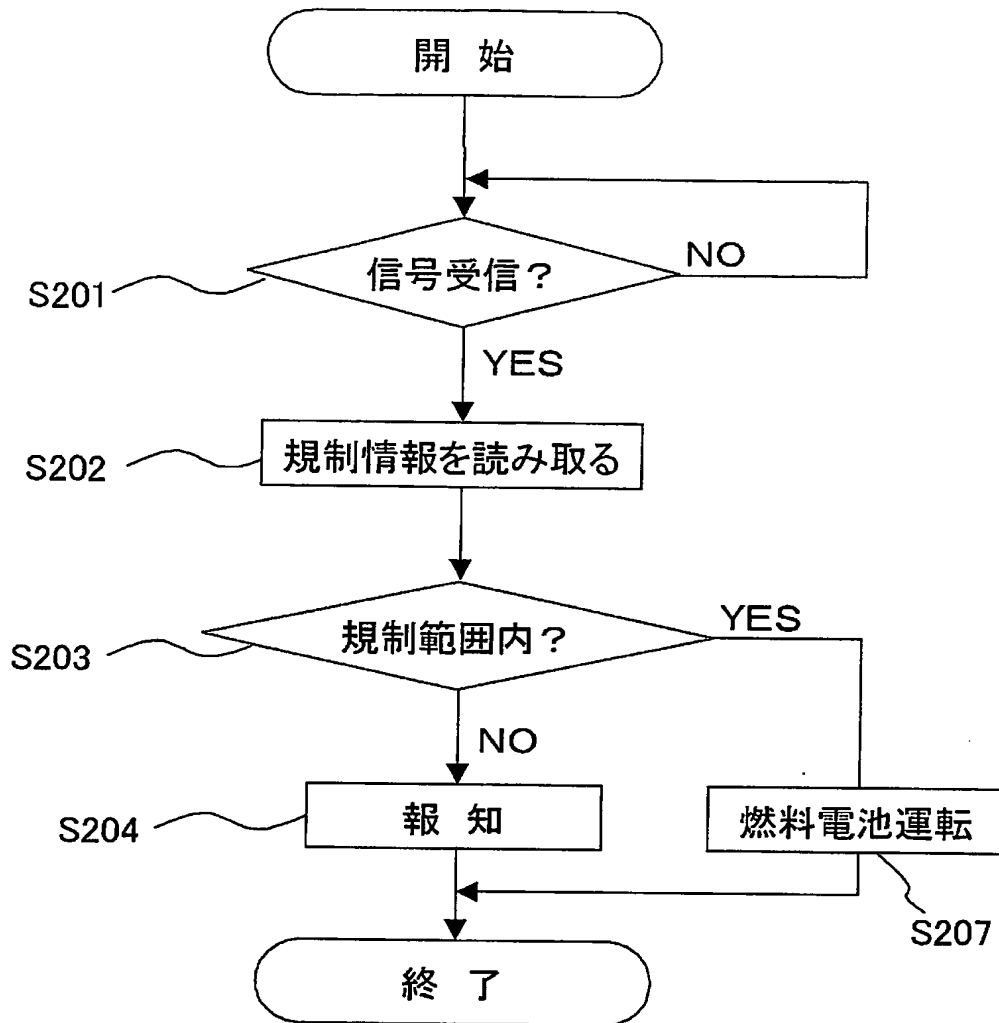 開 始
信号受信？
NO
S201
YES
規制情報を読み取る
S202
規制範囲内？
YES
S203
NO
報 知
燃料電池運転
S204
S207
終 了